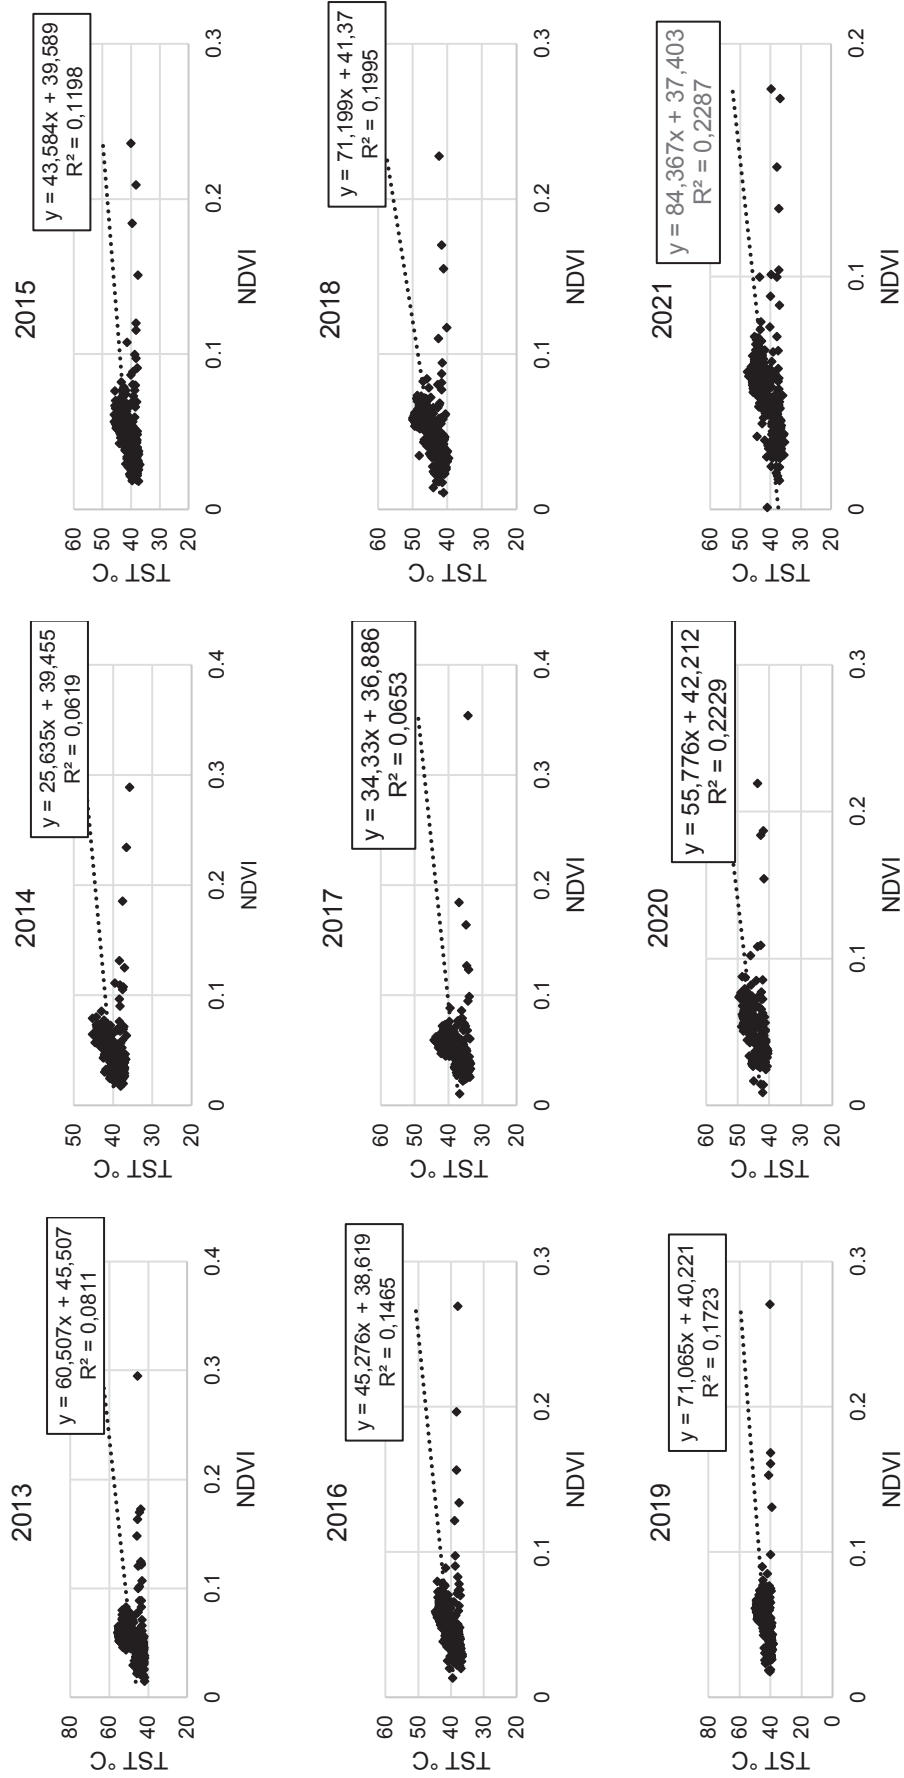 2013
y = 60,507x + 45,507
R² = 0,0811
80
60
40
20
0
0.1
0.2
0.3
0.4
TST °C
NDVI
2014
y = 25,635x + 39,455
R² = 0,0619
50
40
30
20
0
0.1
0.2
0.3
0.4
TST °C
NDVI
2015
y = 43,584x + 39,589
R² = 0,1198
60
50
40
30
20
0
0.1
0.2
0.3
TST °C
NDVI
2016
y = 45,276x + 38,619
R² = 0,1465
60
50
40
30
20
0
0.1
0.2
0.3
TST °C
NDVI
2017
y = 34,33x + 36,886
R² = 0,0653
60
50
40
30
20
0
0.1
0.2
0.3
0.4
TST °C
NDVI
2018
y = 71,199x + 41,37
R² = 0,1995
60
50
40
30
20
0
0.1
0.2
0.3
TST °C
NDVI
2019
y = 71,065x + 40,221
R² = 0,1723
80
60
40
20
0
0
0.1
0.2
0.3
TST °C
NDVI
2020
y = 55,776x + 42,212
R² = 0,2229
60
50
40
30
20
0
0.1
0.2
0.3
TST °C
NDVI
2021
y = 84,367x + 37,403
R² = 0,2287
60
50
40
30
20
0
0.1
0.2
TST °C
NDVI